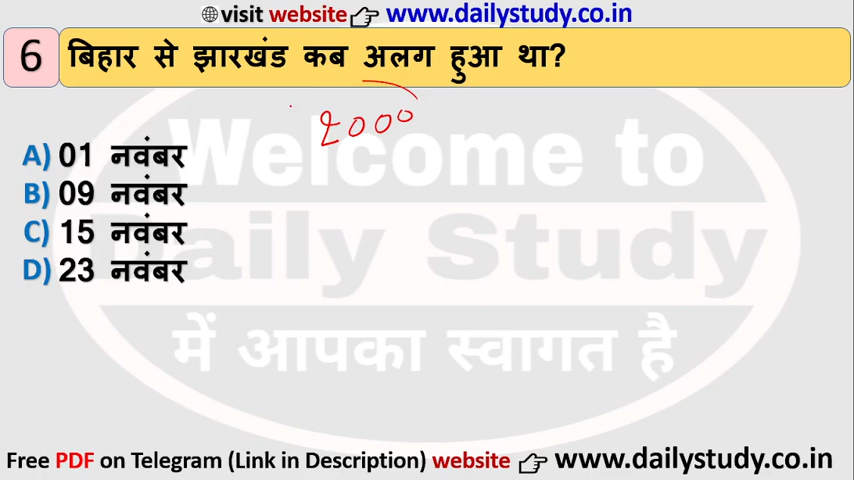 visit website www.dailystudy.co.in
6 बिहार से झारखंड कब अलग हुआ था?
2000
A) 01 नवंबर
B) 09 नवंबर
C) 15 नवंबर
D) 23 नवंबर
Welcome to
Daily Study
में आपका स्वागत है
Free PDF on Telegram (Link in Description) website www.dailystudy.co.in